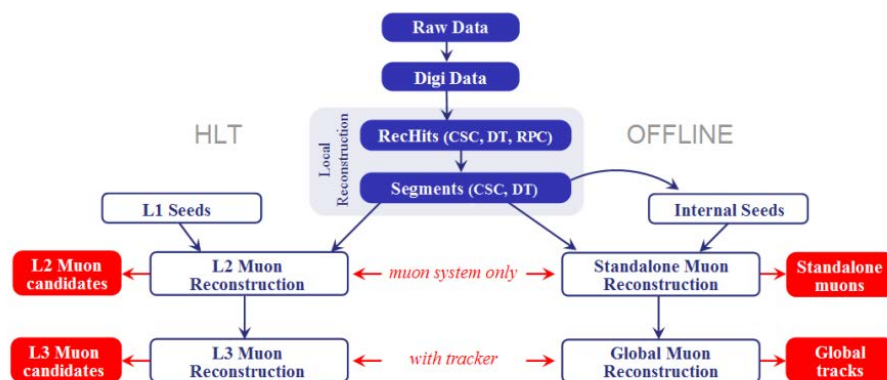 Raw Data
Digi Data
HLT
OFFLINE
Local
Reconstruction
RecHits (CSC, DT, RPC)
Segments (CSC, DT)
L1 Seeds
Internal Seeds
L2 Muon
candidates
L2 Muon
Reconstruction
muon system only
Standalone Muon
Reconstruction
Standalone
muons
L3 Muon
candidates
L3 Muon
Reconstruction
with tracker
Global Muon
Reconstruction
Global
tracks